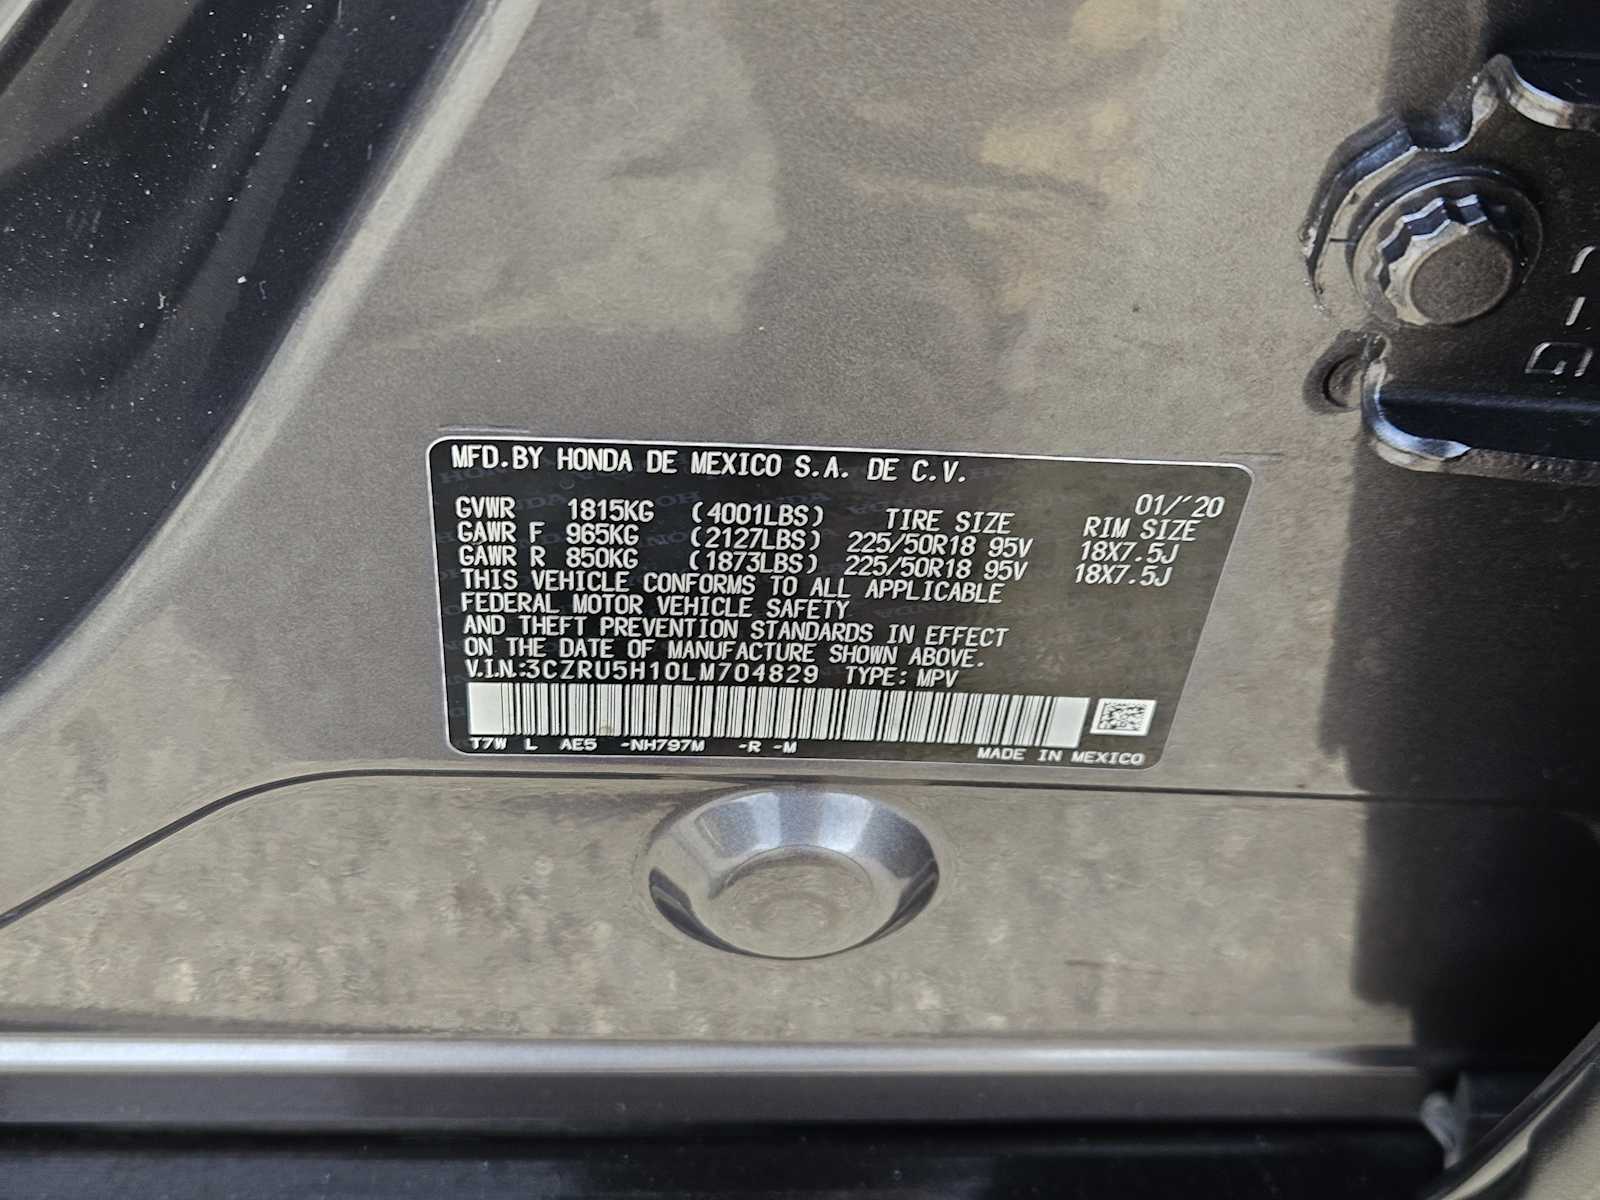 MFD.BY HONDA DE MEXICO S.A. DE C.V.
01/'20
GVWR 1815KG (4001LBS) TIRE SIZE RIM SIZE
GAWR F 965KG (2127LBS) 225/50R18 95V 18X7.5J
GAWR R 850KG (1873LBS) 225/50R18 95V 18X7.5J
THIS VEHICLE CONFORMS TO ALL APPLICABLE
FEDERAL MOTOR VEHICLE SAFETY
AND THEFT PREVENTION STANDARDS IN EFFECT
ON THE DATE OF MANUFACTURE SHOWN ABOVE.
V.I.N.:3CZRU5H10LM704829 TYPE: MPV
T7W L AE5 -NH797M -R -M
MADE IN MEXICO